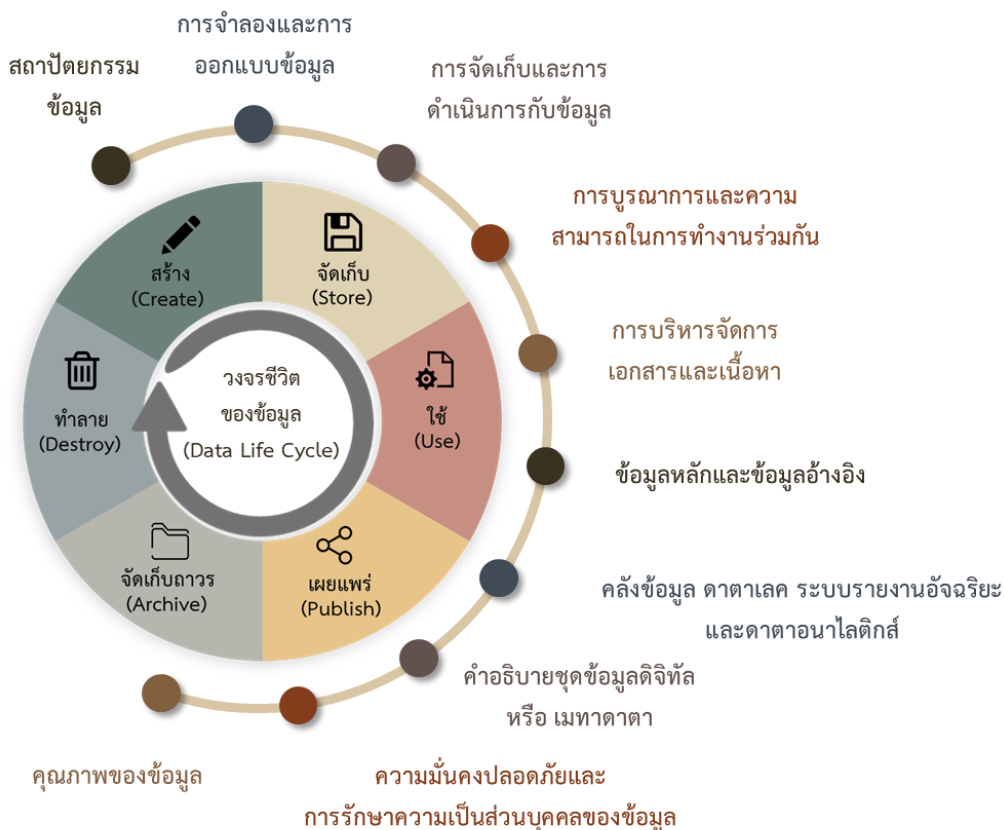 การจำลองและการ
ออกแบบข้อมูล
สถาปัตยกรรม
ข้อมูล
การจัดเก็บและการ
ดำเนินการกับข้อมูล
การบูรณาการและความ
สามารถในการทำงานร่วมกัน
การบริหารจัดการ
เอกสารและเนื้อหา
ข้อมูลหลักและข้อมูลอ้างอิง
คลังข้อมูล ดาตาเลค ระบบรายงานอัจฉริยะ
และดาตาอนาไลติกส์
คำอธิบายชุดข้อมูลดิจิทัล
หรือ เมทาดาตา
ความมั่นคงปลอดภัยและ
การรักษาความเป็นส่วนบุคคลของข้อมูล
คุณภาพของข้อมูล
สร้าง
(Create)
จัดเก็บ
(Store)
ใช้
(Use)
เผยแพร่
(Publish)
จัดเก็บถาวร
(Archive)
ทำลาย
(Destroy)
วงจรชีวิต
ของข้อมูล
(Data Life Cycle)